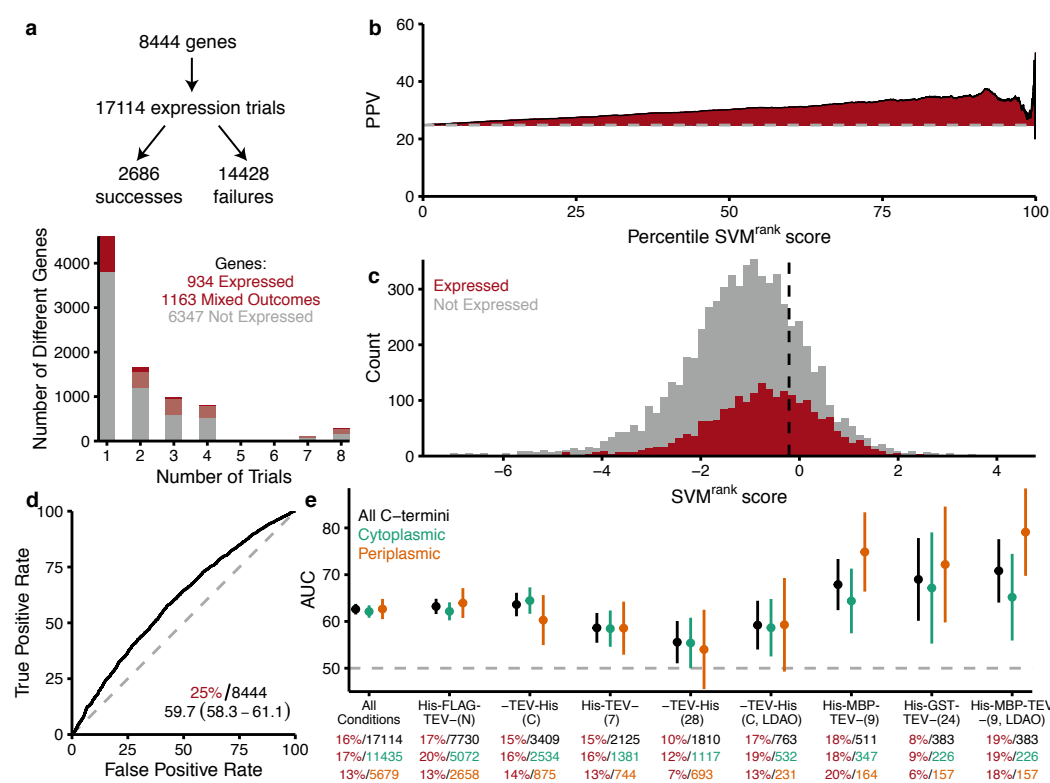 a
8444 genes
17114 expression trials
2686 successes
14428 failures
Number of Different Genes
4000
3000
2000
1000
0
Genes:
934 Expressed
1163 Mixed Outcomes
6347 Not Expressed
1 2 3 4 5 6 7 8
Number of Trials
b
PPV
60
40
20
0
0 25 50 75 100
Percentile SVMrank score
c
Expressed
Not Expressed
Count
300
200
100
0
−6 −4 −2 0 2 4
SVMrank score
d
True Positive Rate
100
75
50
25
0
25%/8444
59.7 (58.3 − 61.1)
0 25 50 75 100
False Positive Rate
e
All C−termini
Cytoplasmic
Periplasmic
AUC
80
70
60
50
All Conditions
16%/17114
17%/11435
13%/5679
His-FLAG-TEV−(N)
17%/7730
20%/5072
13%/2658
−TEV-His (C)
15%/3409
16%/2534
14%/875
His-TEV−(7)
15%/2125
16%/1381
13%/744
−TEV-His (28)
10%/1810
12%/1117
7%/693
−TEV-His (C, LDAO)
17%/763
19%/532
13%/231
His-MBP-TEV−(9)
18%/511
18%/347
20%/164
His-GST-TEV−(24)
8%/383
9%/226
6%/157
His-MBP-TEV−(9, LDAO)
19%/383
19%/226
18%/157